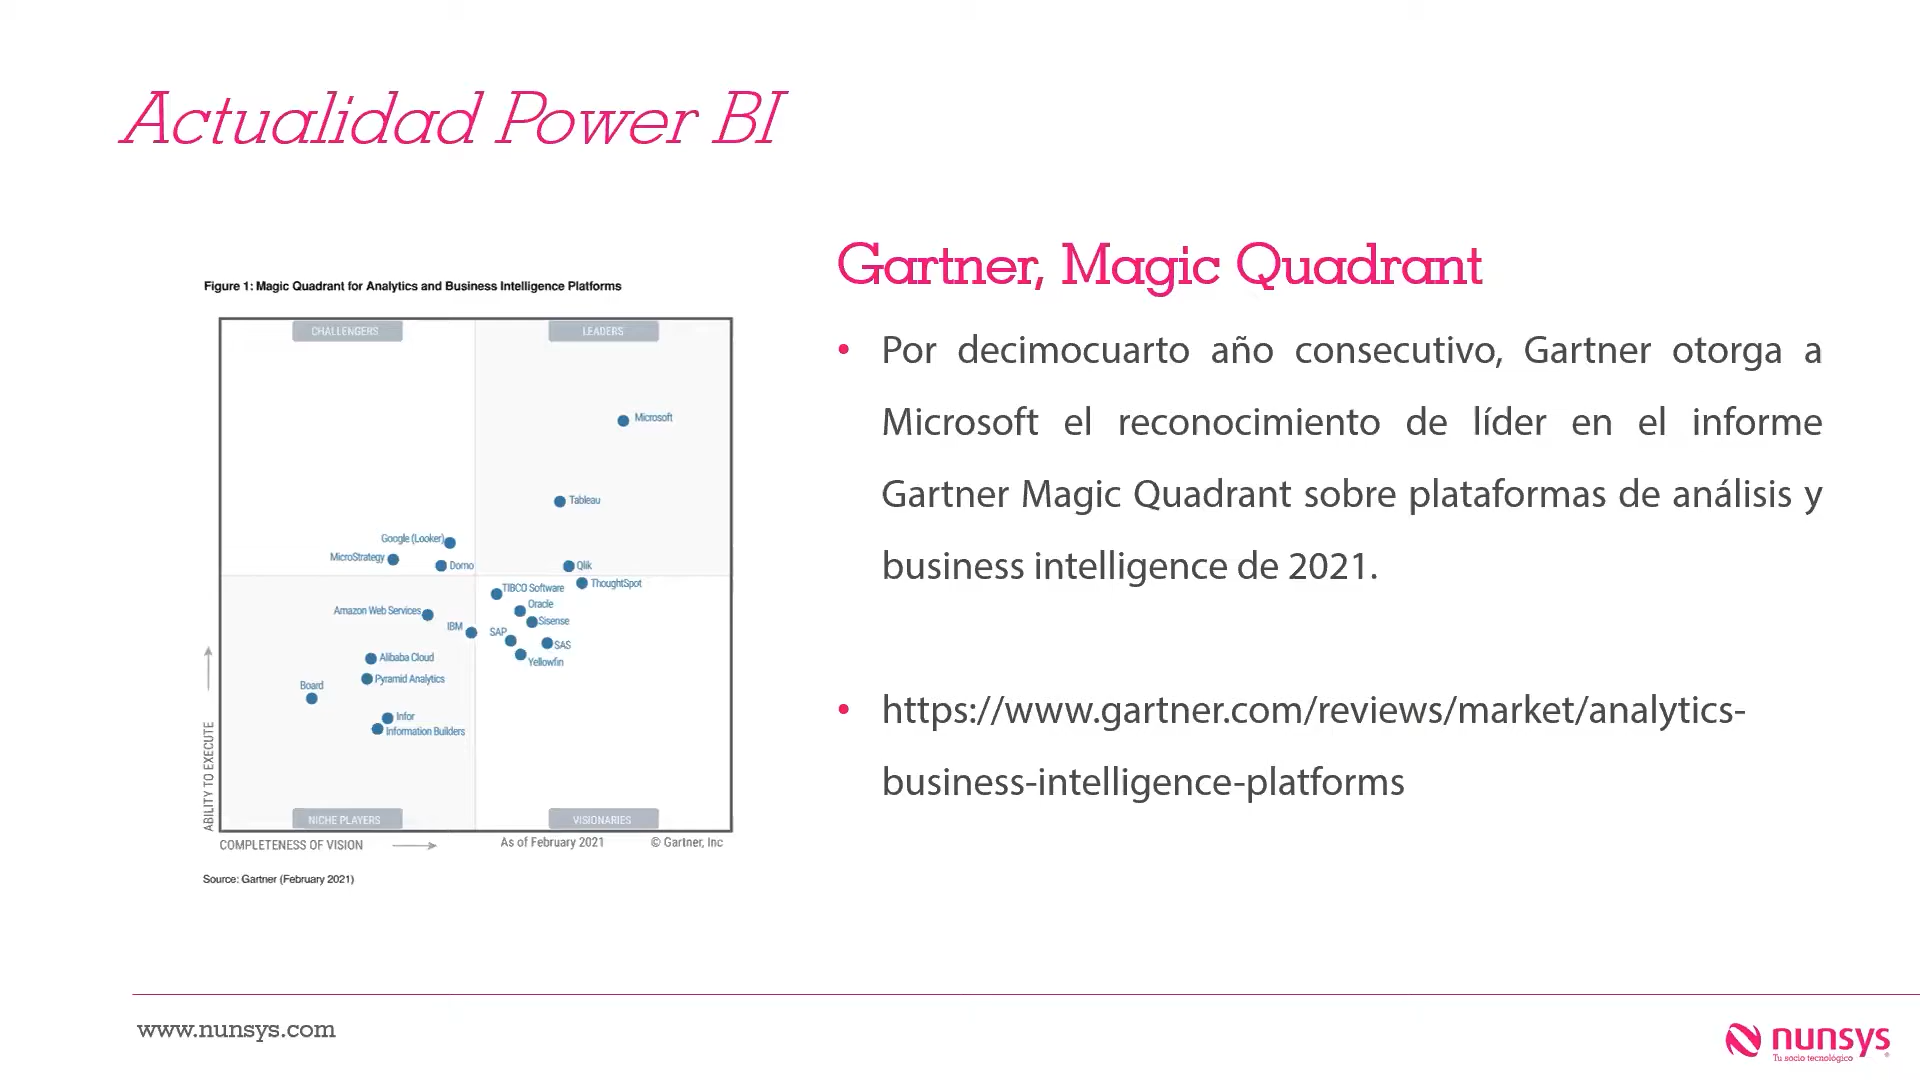 Actualidad Power BI
Figure 1: Magic Quadrant for Analytics and Business Intelligence Platforms
CHALLENGERS
LEADERS
Microsoft
Tableau
Google (Looker)
MicroStrategy
Domo
Qlik
ThoughtSpot
TIBCO Software
Oracle
Amazon Web Services
Sisense
IBM
SAP
SAS
Yellowfin
Alibaba Cloud
Pyramid Analytics
Board
Infor
Information Builders
ABILITY TO EXECUTE
NICHE PLAYERS
VISIONARIES
COMPLETENESS OF VISION
As of February 2021
© Gartner, Inc
Source: Gartner (February 2021)
Gartner, Magic Quadrant
• Por decimocuarto año consecutivo, Gartner otorga a
Microsoft el reconocimiento de líder en el informe
Gartner Magic Quadrant sobre plataformas de análisis y
business intelligence de 2021.
• https://www.gartner.com/reviews/market/analytics-
business-intelligence-platforms
www.nunsys.com
nunsys®
Tu socio tecnológico